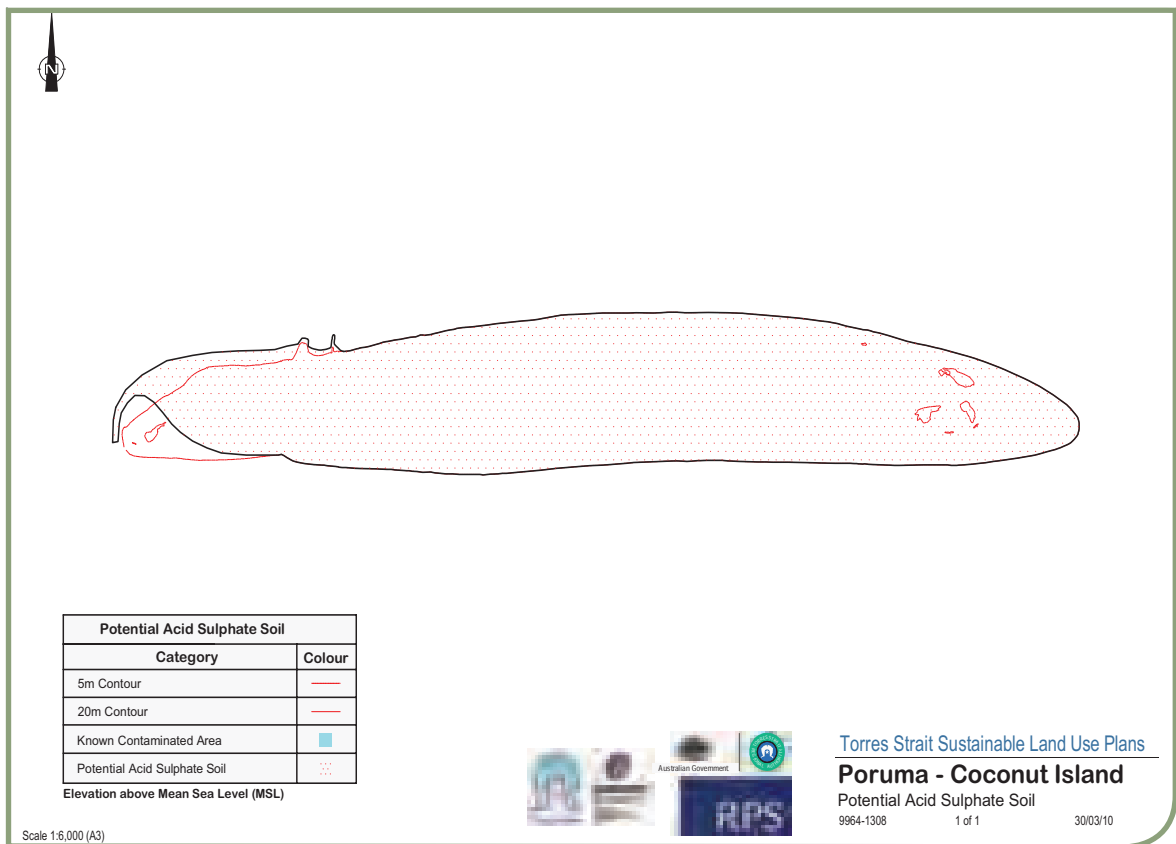 N
Potential Acid Sulphate Soil
Category Colour
5m Contour
20m Contour
Known Contaminated Area
Potential Acid Sulphate Soil
Elevation above Mean Sea Level (MSL)
Scale 1:6,000 (A3)
Australian Government
RPS
Torres Strait Sustainable Land Use Plans
Poruma - Coconut Island
Potential Acid Sulphate Soil
9964-1308 1 of 1 30/03/10